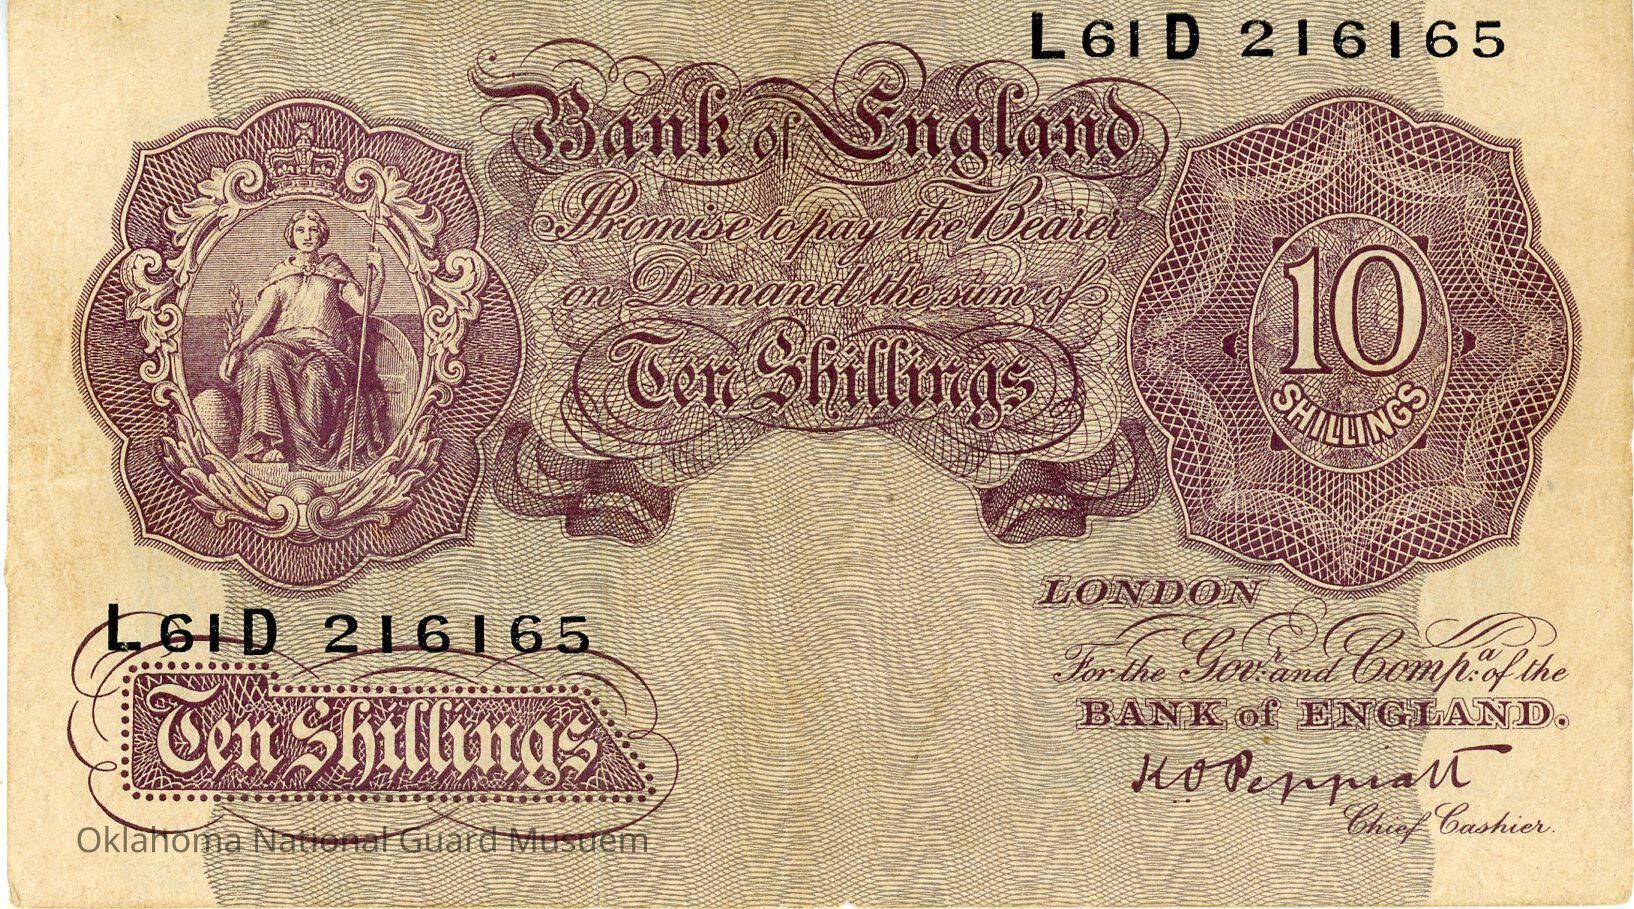 L61D 216165
Bank of England
Promise to pay the Bearer
on Demand the sum of
Ten Shillings
10
SHILLINGS
LONDON
For the Gov:r and Comp:a of the
BANK of ENGLAND.
K O Peppiatt
Chief Cashier.
L61D 216165
Ten Shillings
Oklahoma National Guard Musuem